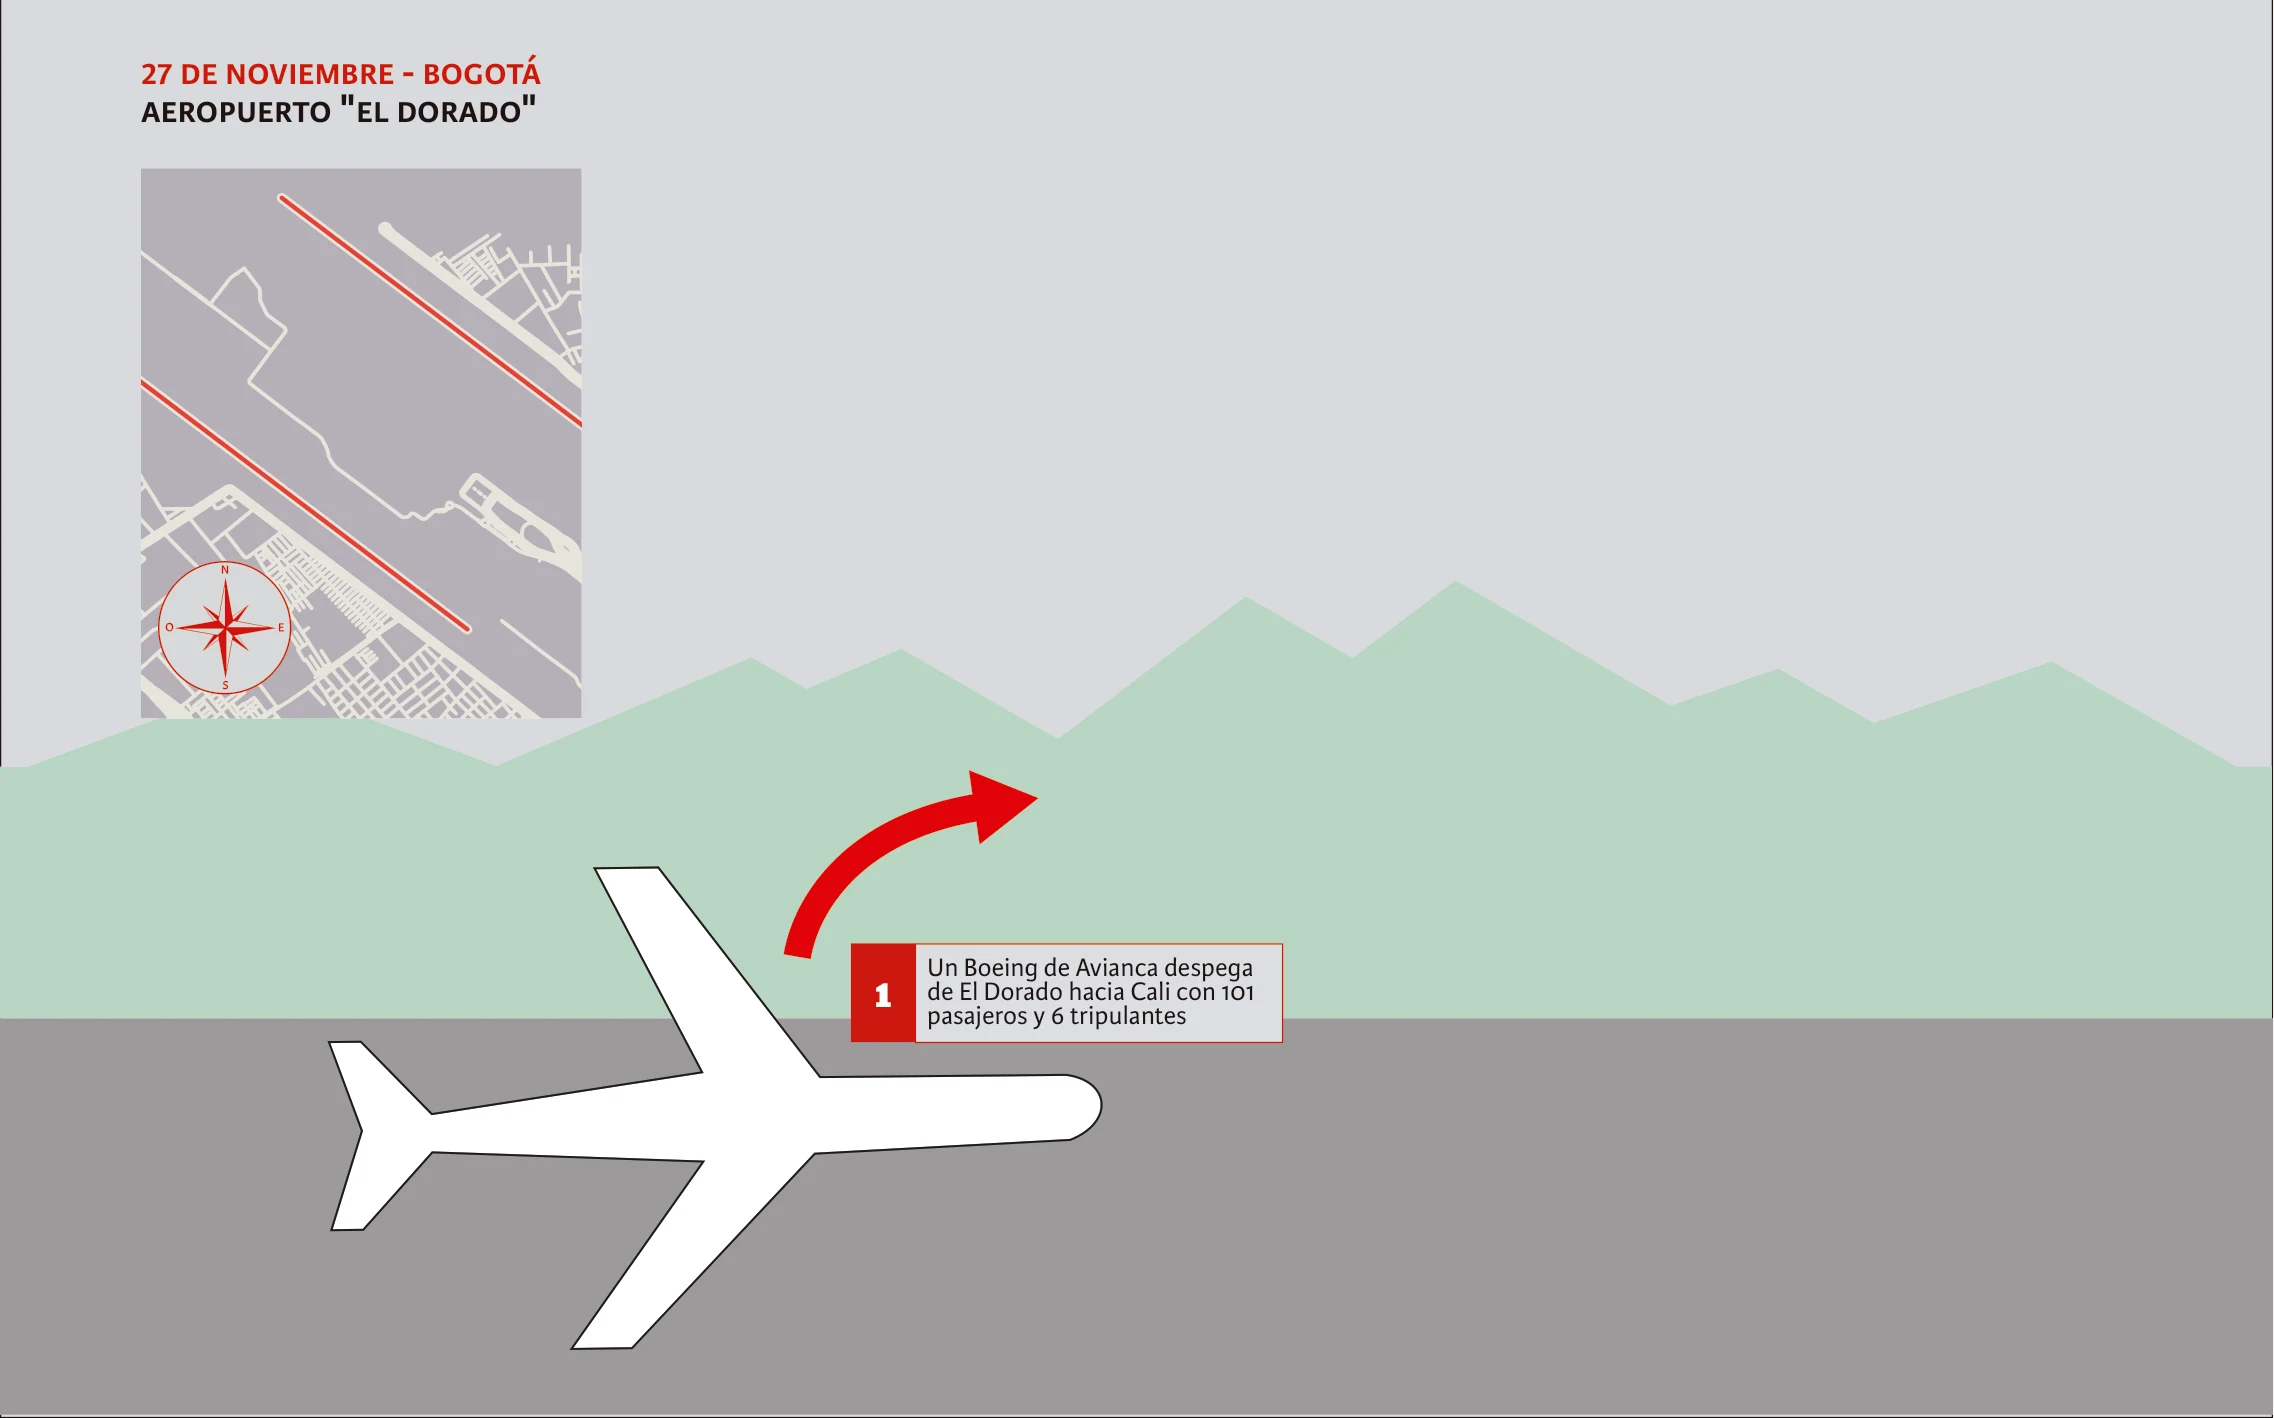 27 DE NOVIEMBRE - BOGOTÁ
AEROPUERTO "EL DORADO"
N
O
E
S
1
Un Boeing de Avianca despega
de El Dorado hacia Cali con 101
pasajeros y 6 tripulantes